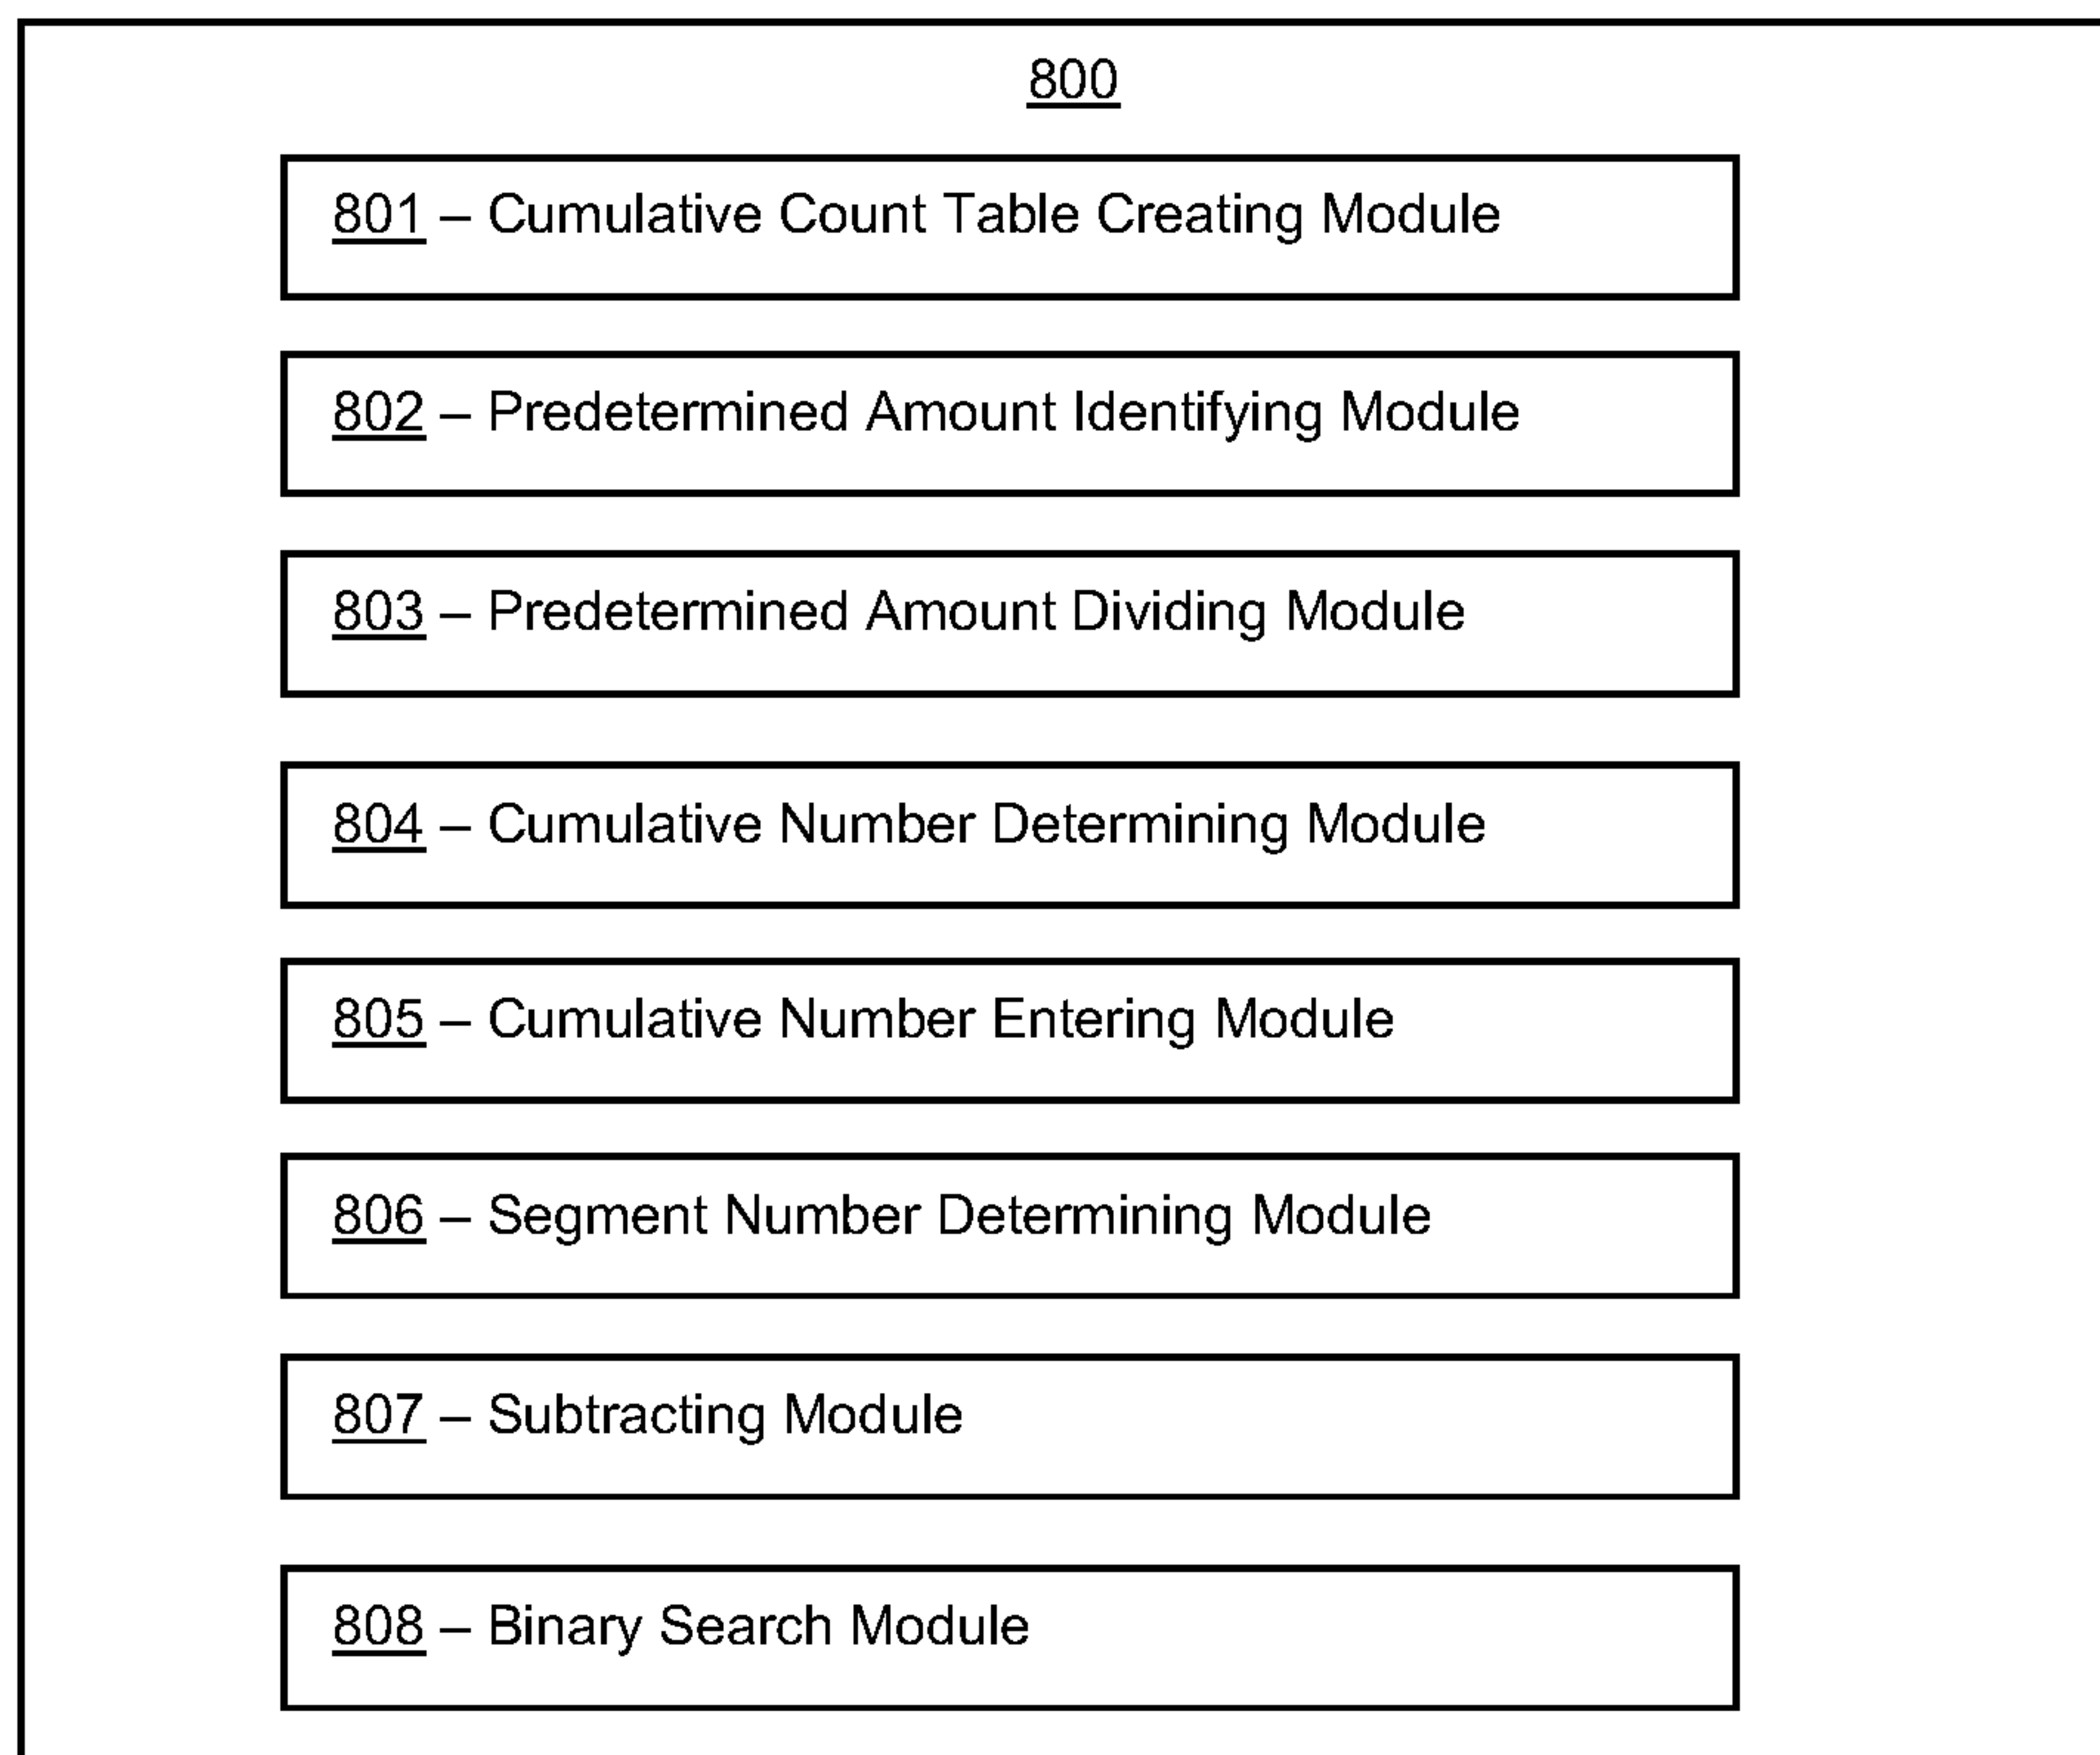 800
801 – Cumulative Count Table Creating Module
802 – Predetermined Amount Identifying Module
803 – Predetermined Amount Dividing Module
804 – Cumulative Number Determining Module
805 – Cumulative Number Entering Module
806 – Segment Number Determining Module
807 – Subtracting Module
808 – Binary Search Module